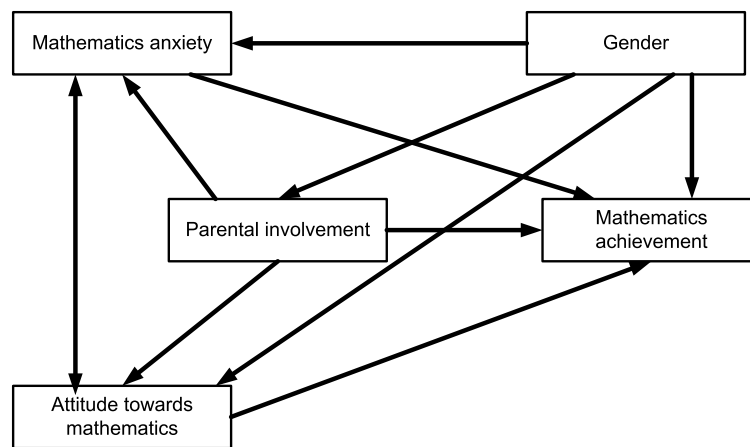 Mathematics anxiety
Gender
Parental involvement
Mathematics
achievement
Attitude towards
mathematics